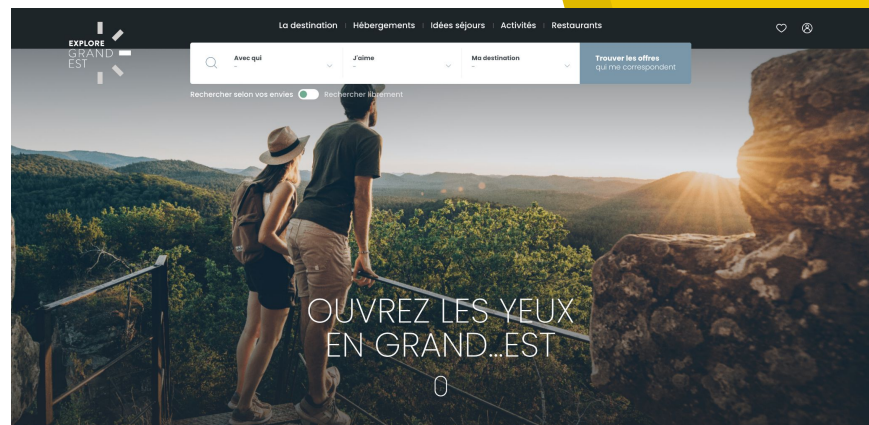 EXPLORE
GRAND
EST
La destination
Hébergements
Idées séjours
Activités
Restaurants
Avec qui
-
J'aime
-
Ma destination
-
Trouver les offres
qui me correspondent
Rechercher selon vos envies
Rechercher librement
OUVREZ LES YEUX
EN GRAND...EST